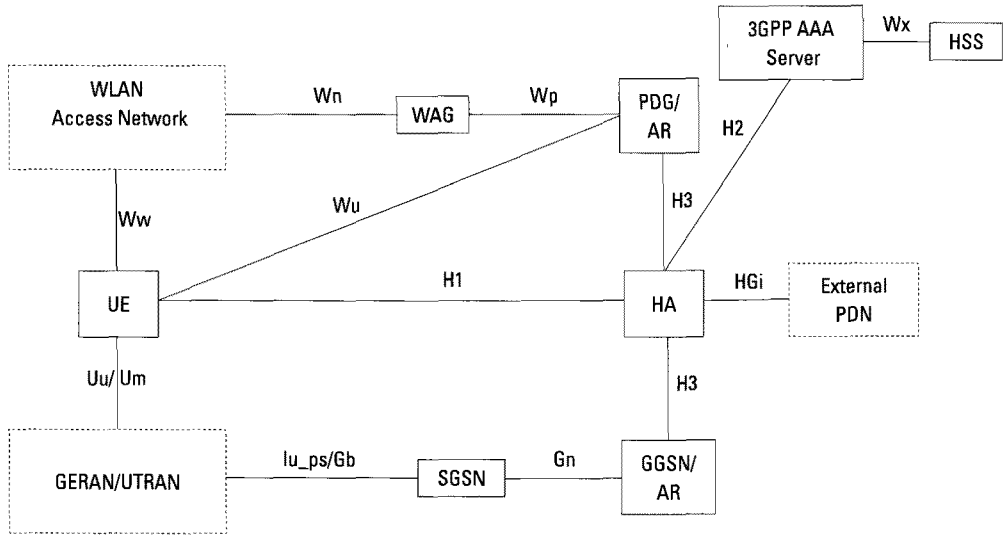 3GPP AAA
Server
Wx
HSS
WLAN
Access Network
Wn
WAG
Wp
PDG/
AR
H2
Ww
Wu
H3
UE
H1
HA
HGi
External
PDN
Uu/ Um
H3
GERAN/UTRAN
Iu_ps/Gb
SGSN
Gn
GGSN/
AR